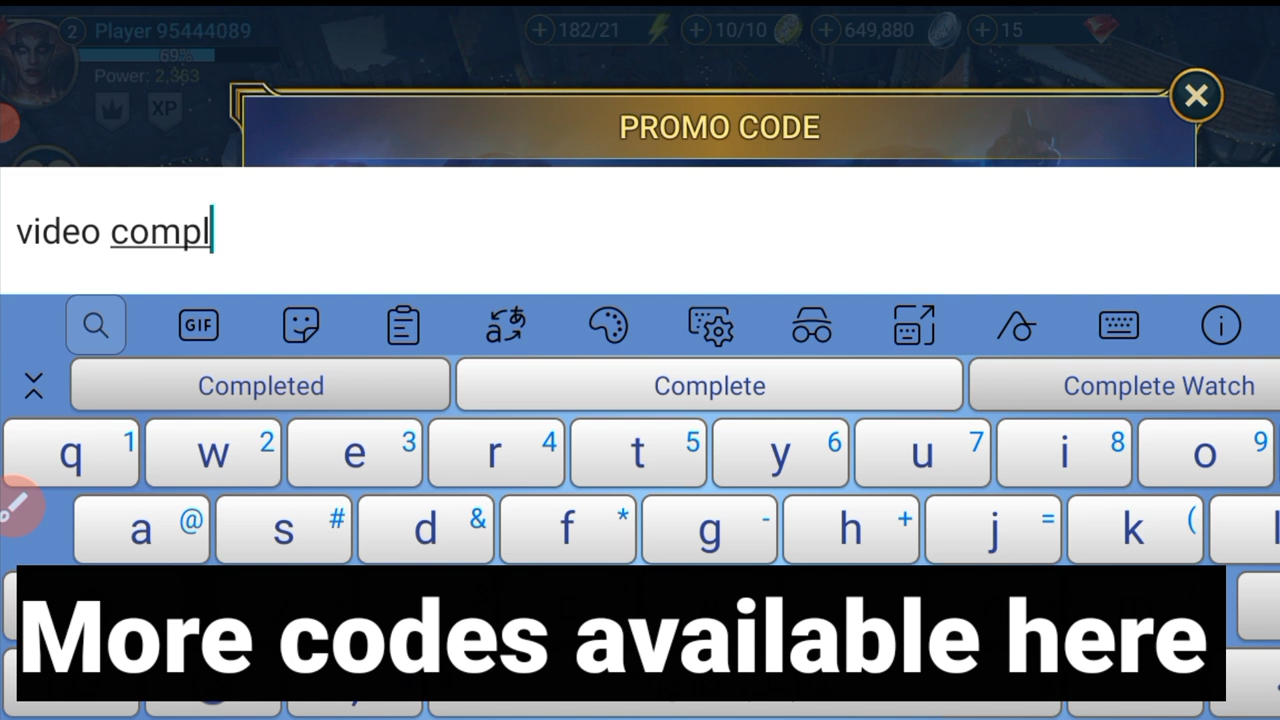 2 Player 95444089
182/21
10/10
649,880
15
69%
Power: 2,363
XP
PROMO CODE
video compl
GIF
Completed
Complete
Complete Watch
q 1 w 2 e 3 r 4 t 5 y 6 u 7 i 8 o 9
a @ s # d & f * g - h + j = k ( l
More codes available here